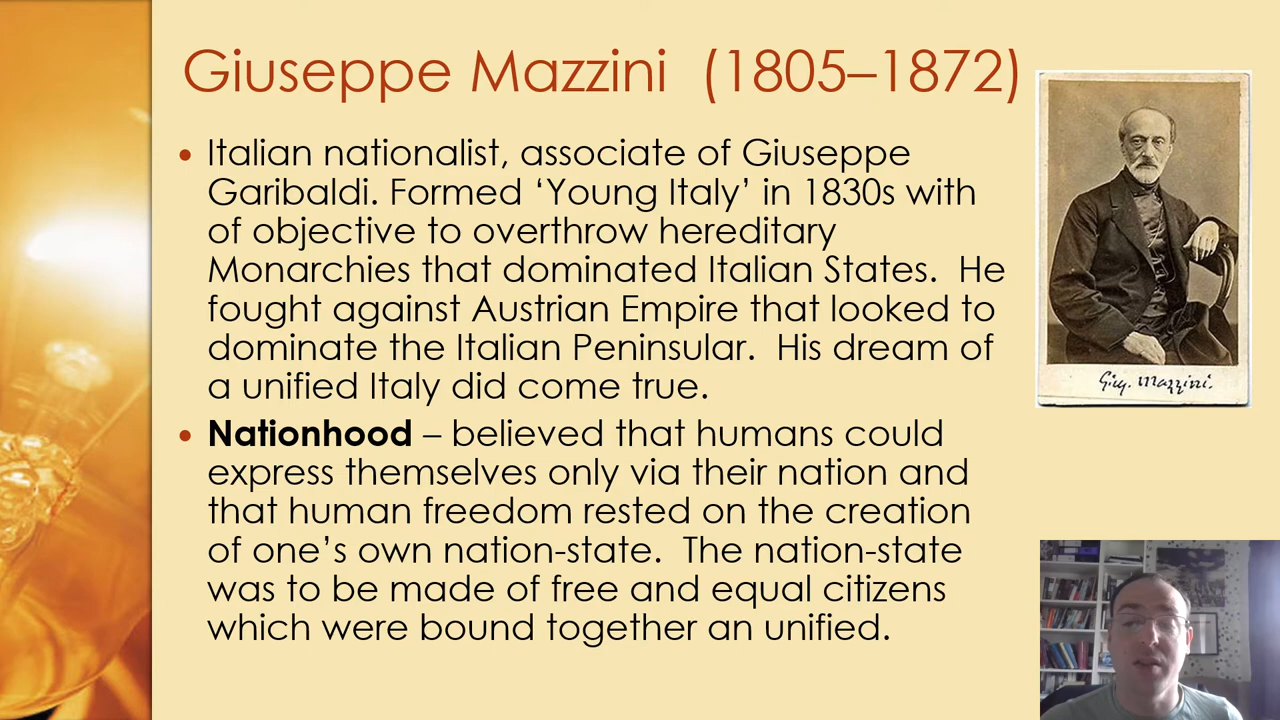 Giuseppe Mazzini (1805–1872)
• Italian nationalist, associate of Giuseppe
Garibaldi. Formed ‘Young Italy’ in 1830s with
of objective to overthrow hereditary
Monarchies that dominated Italian States. He
fought against Austrian Empire that looked to
dominate the Italian Peninsular. His dream of
a unified Italy did come true.
Giu. Mazzini.
• Nationhood – believed that humans could
express themselves only via their nation and
that human freedom rested on the creation
of one’s own nation-state. The nation-state
was to be made of free and equal citizens
which were bound together an unified.